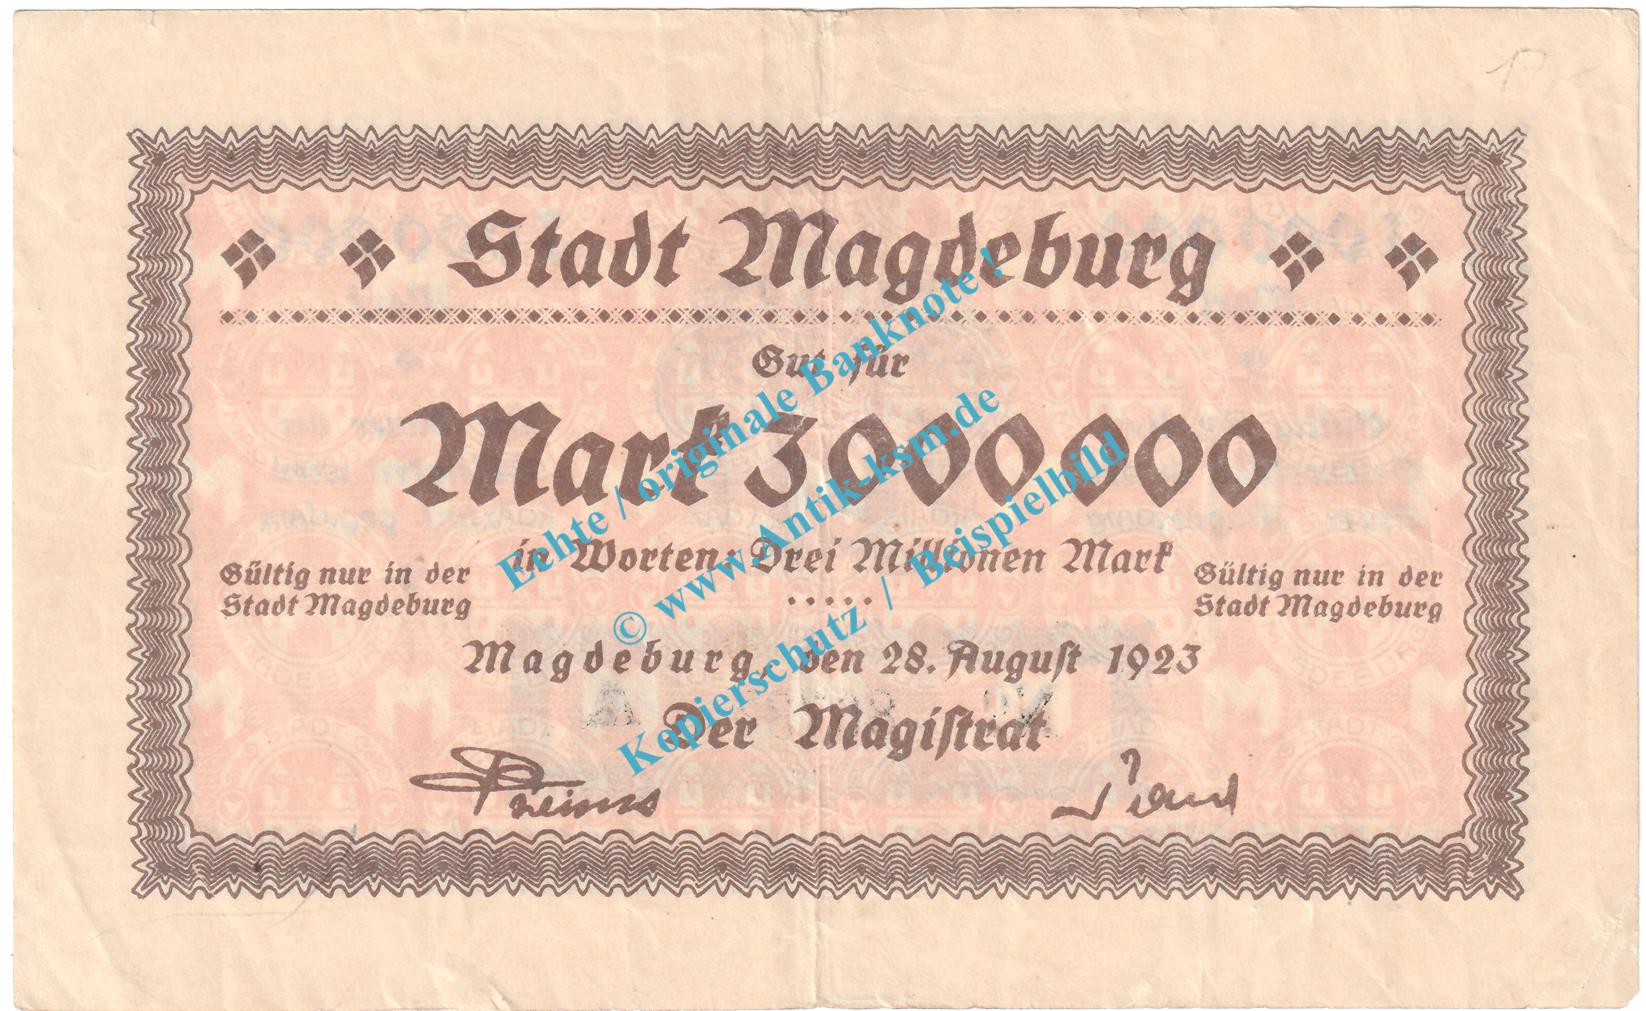 Stadt Magdeburg
Gut für
Mark 3000000
in Worten: Drei Millionen Mark
Gültig nur in der
Stadt Magdeburg
Gültig nur in der
Stadt Magdeburg
Magdeburg, den 28. August 1923
Der Magistrat
Echte / originale Banknote !
© www.Antik-ksm.de
Kopierschutz / Beispielbild